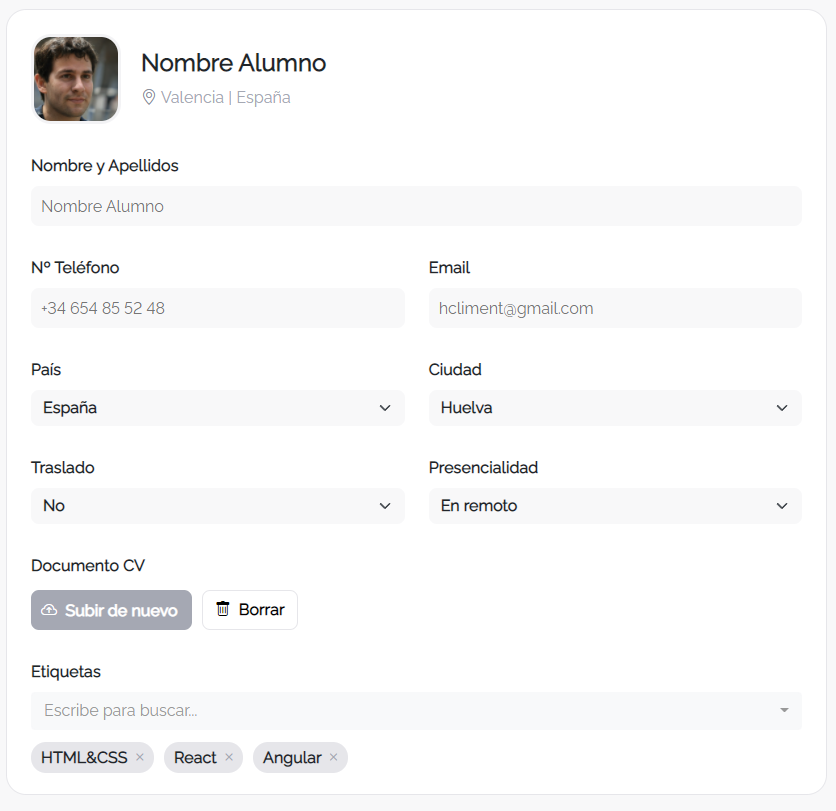 Nombre Alumno
Valencia | España
Nombre y Apellidos
Nombre Alumno
Nº Teléfono
Email
+34 654 85 52 48
hcliment@gmail.com
País
Ciudad
España
Huelva
Traslado
Presencialidad
No
En remoto
Documento CV
Subir de nuevo
Borrar
Etiquetas
Escribe para buscar...
HTML&CSS ×
React ×
Angular ×